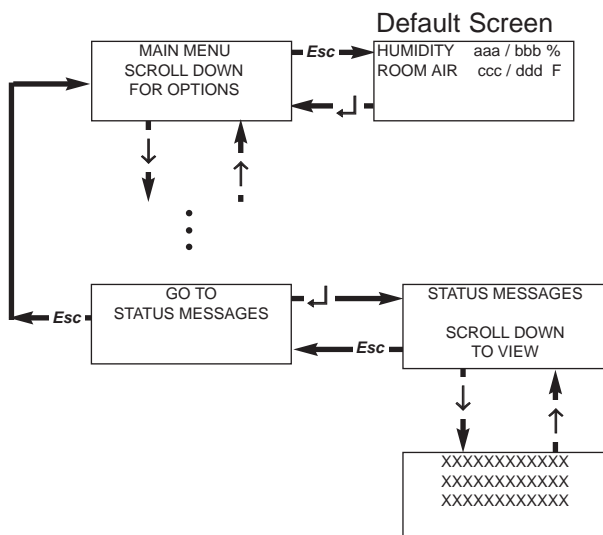 Default Screen
MAIN MENU
SCROLL DOWN
FOR OPTIONS
Esc
HUMIDITY aaa / bbb %
ROOM AIR ccc / ddd F
GO TO
STATUS MESSAGES
Esc
Esc
STATUS MESSAGES
SCROLL DOWN
TO VIEW
XXXXXXXXXXXX
XXXXXXXXXXXX
XXXXXXXXXXXX